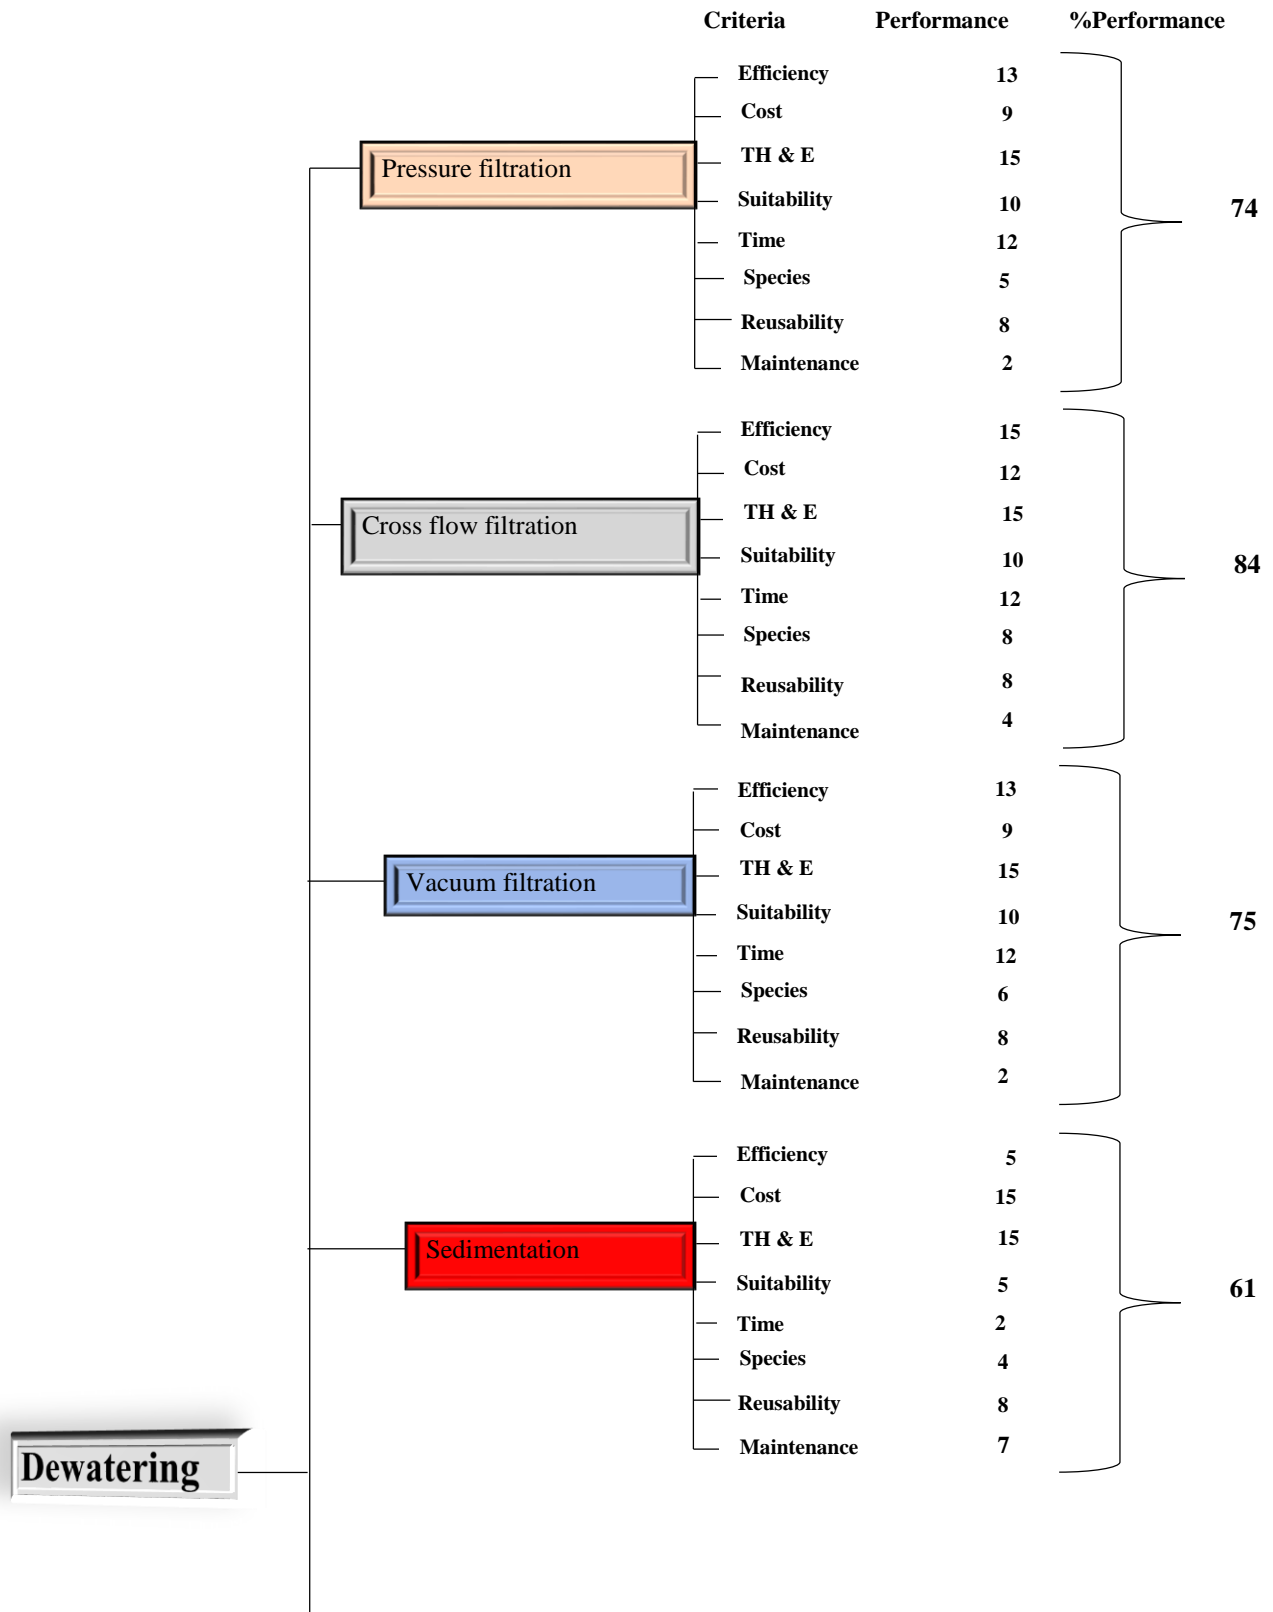 Criteria Performance %Performance
Efficiency 13
Cost 9
TH & E 15
Pressure filtration
Suitability 10
74
Time 12
Species 5
Reusability 8
Maintenance 2
Efficiency 15
Cost 12
TH & E 15
Cross flow filtration
Suitability 10
84
Time 12
Species 8
Reusability 8
Maintenance 4
Efficiency 13
Cost 9
TH & E 15
Vacuum filtration
Suitability 10
75
Time 12
Species 6
Reusability 8
Maintenance 2
Efficiency 5
Cost 15
TH & E 15
Sedimentation
Suitability 5
61
Time 2
Species 4
Reusability 8
Maintenance 7
Dewatering